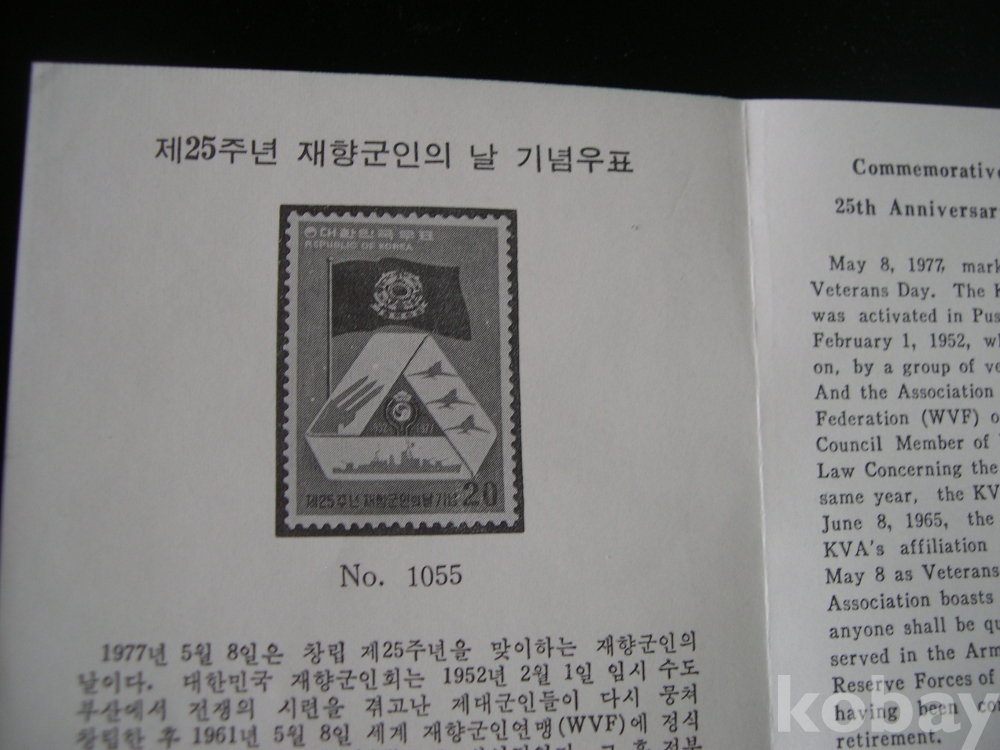 제25주년 재향군인의 날 기념우표
대한민국우표
REPUBLIC OF KOREA
1977
제25주년 재향군인의날기념 20
No. 1055
1977년 5월 8일은 창립 제25주년을 맞이하는 재향군인의
날이다. 대한민국 재향군인회는 1952년 2월 1일 임시 수도
부산에서 전쟁의 시련을 겪고난 제대군인들이 다시 뭉쳐
창립한 후 1961년 5월 8일 세계 재향군인연맹(WVF)에 정식
Commemorative
25th Anniversar
May 8, 1977, mark
Veterans Day. The K
was activated in Pus
February 1, 1952, wh
on, by a group of ve
And the Association
Federation (WVF) o
Council Member of
Law Concerning the
same year, the KV
June 8, 1965, the
KVA's affiliation
May 8 as Veterans
Association boasts
anyone shall be qu
served in the Arm
Reserve Forces of
having been con
retirement.
kobay